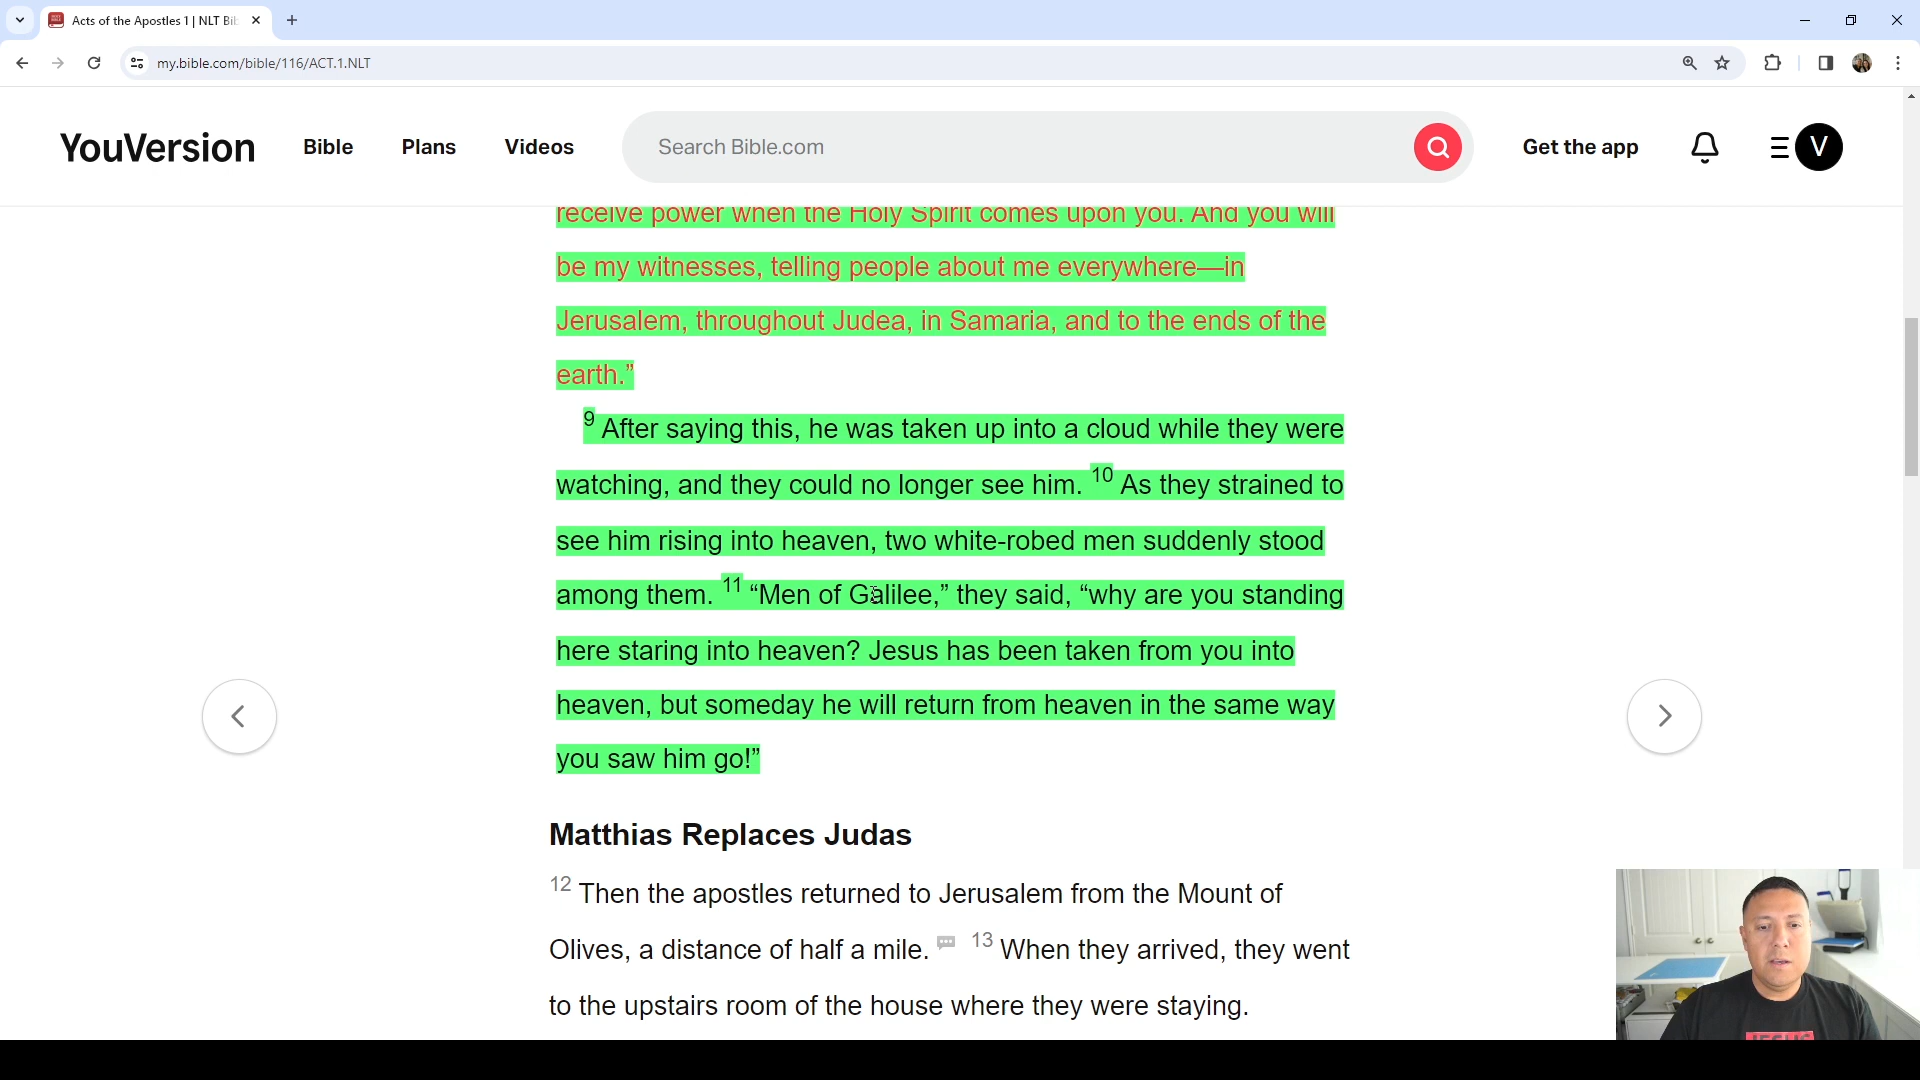 Acts of the Apostles 1 | NLT Bib
my.bible.com/bible/116/ACT.1.NLT
YouVersion
Bible
Plans
Videos
Search Bible.com
Get the app
V
receive power when the Holy Spirit comes upon you. And you will
be my witnesses, telling people about me everywhere—in
Jerusalem, throughout Judea, in Samaria, and to the ends of the
earth.”
9 After saying this, he was taken up into a cloud while they were
watching, and they could no longer see him. 10 As they strained to
see him rising into heaven, two white-robed men suddenly stood
among them. 11 “Men of Galilee,” they said, “why are you standing
here staring into heaven? Jesus has been taken from you into
heaven, but someday he will return from heaven in the same way
you saw him go!”
Matthias Replaces Judas
12 Then the apostles returned to Jerusalem from the Mount of
Olives, a distance of half a mile. 13 When they arrived, they went
to the upstairs room of the house where they were staying.
JESUS